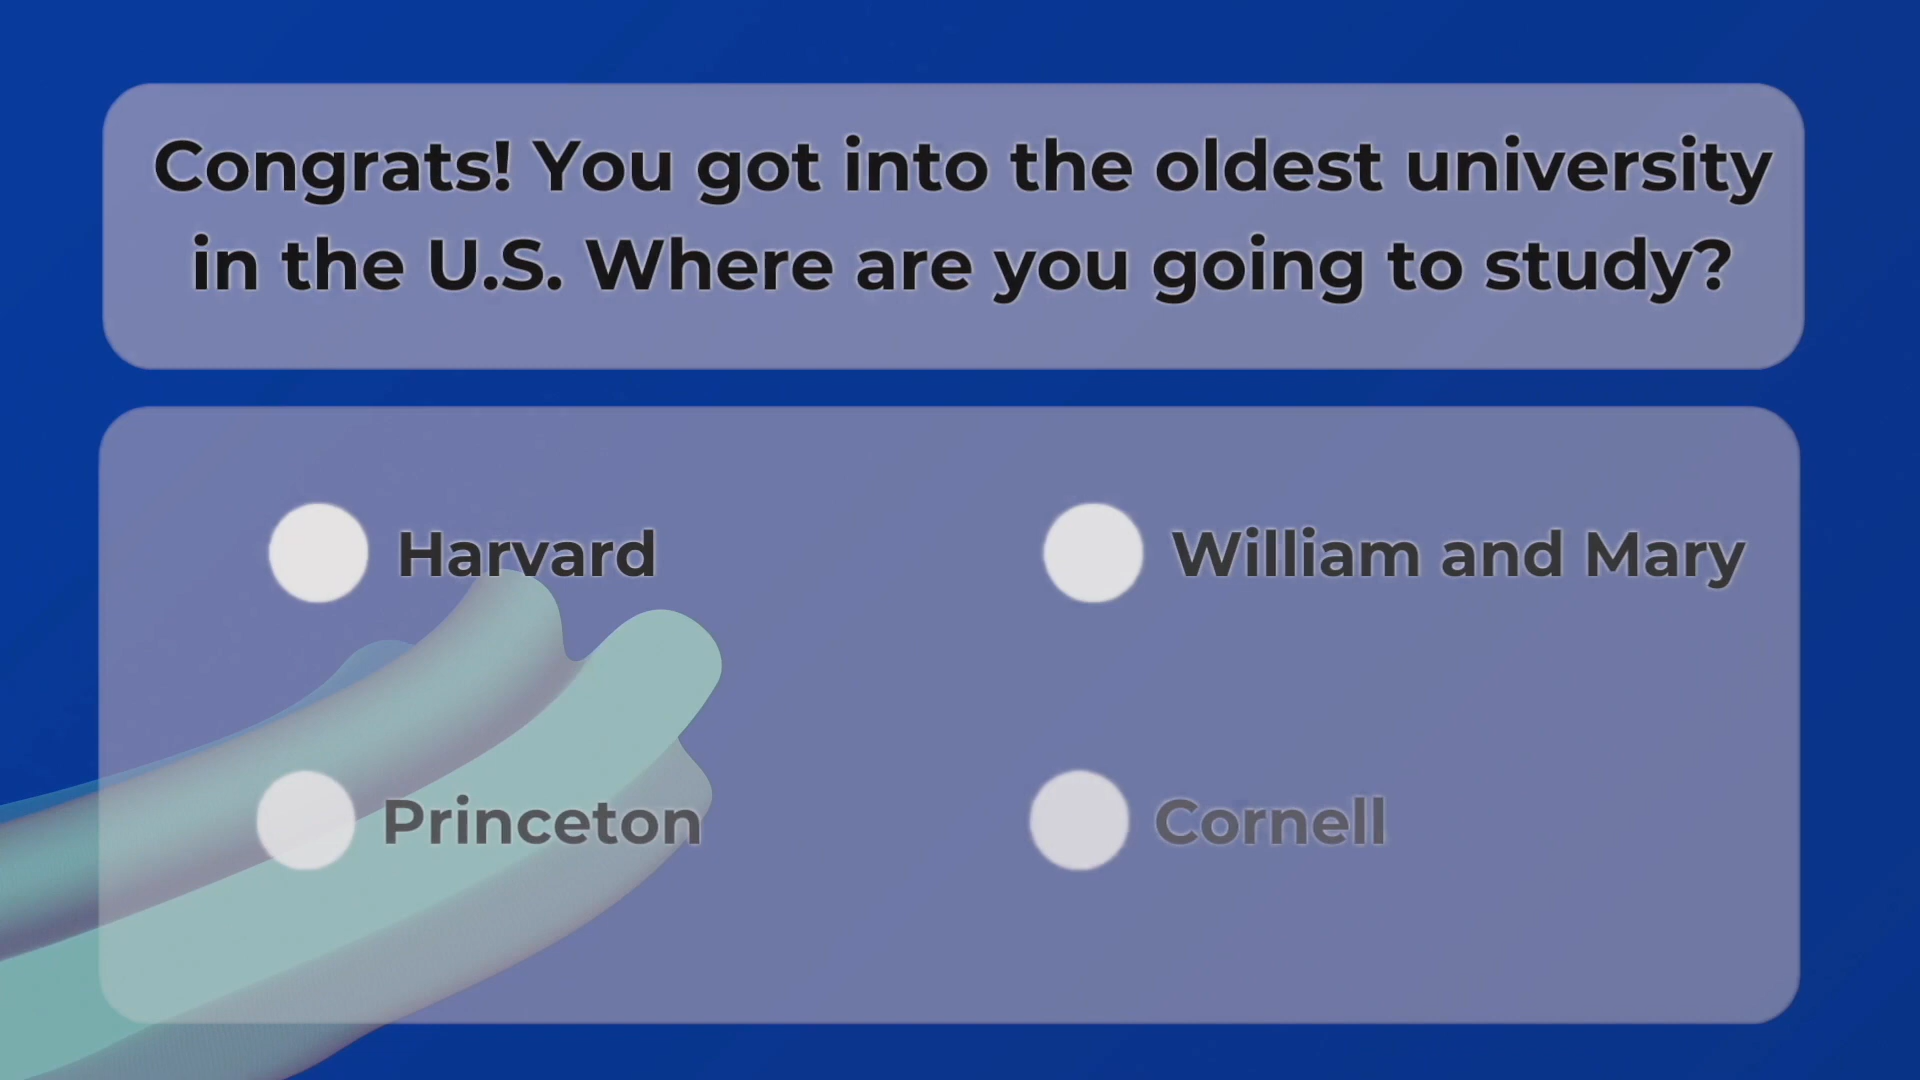 Congrats! You got into the oldest university
in the U.S. Where are you going to study?
Harvard
William and Mary
Princeton
Cornell